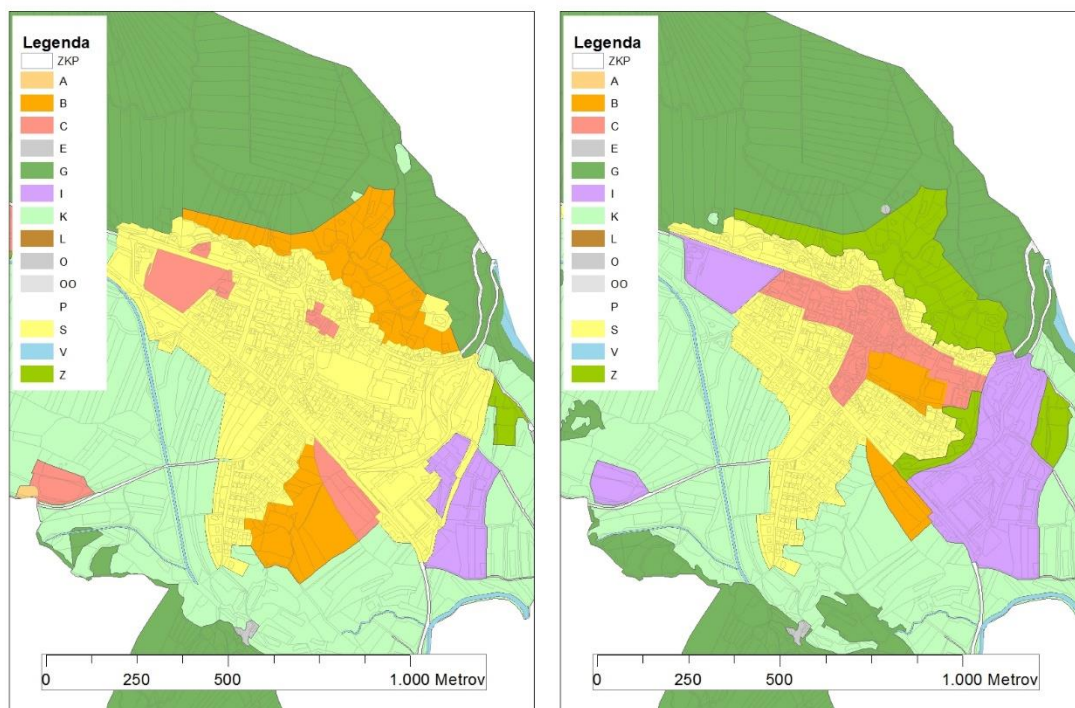 Legenda
ZKP
A
B
C
E
G
I
K
L
O
OO
P
S
V
Z
0 250 500 1.000 Metrov
Legenda
ZKP
A
B
C
E
G
I
K
L
O
OO
P
S
V
Z
0 250 500 1.000 Metrov